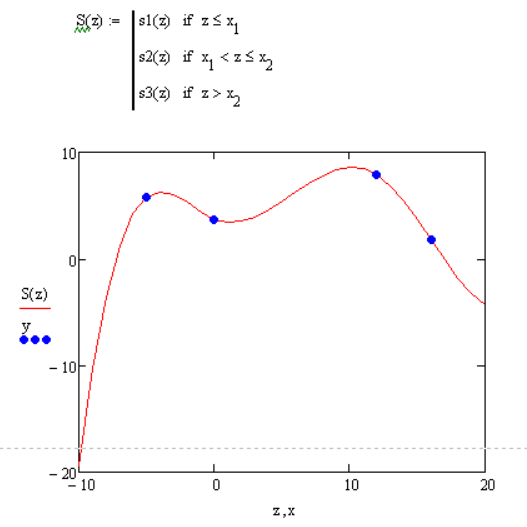 S(z) := s1(z) if z ≤ x₁
s2(z) if x₁ < z ≤ x₂
s3(z) if z > x₂
10
0
S(z)
y
− 10
− 20
− 10 0 10 20
z , x